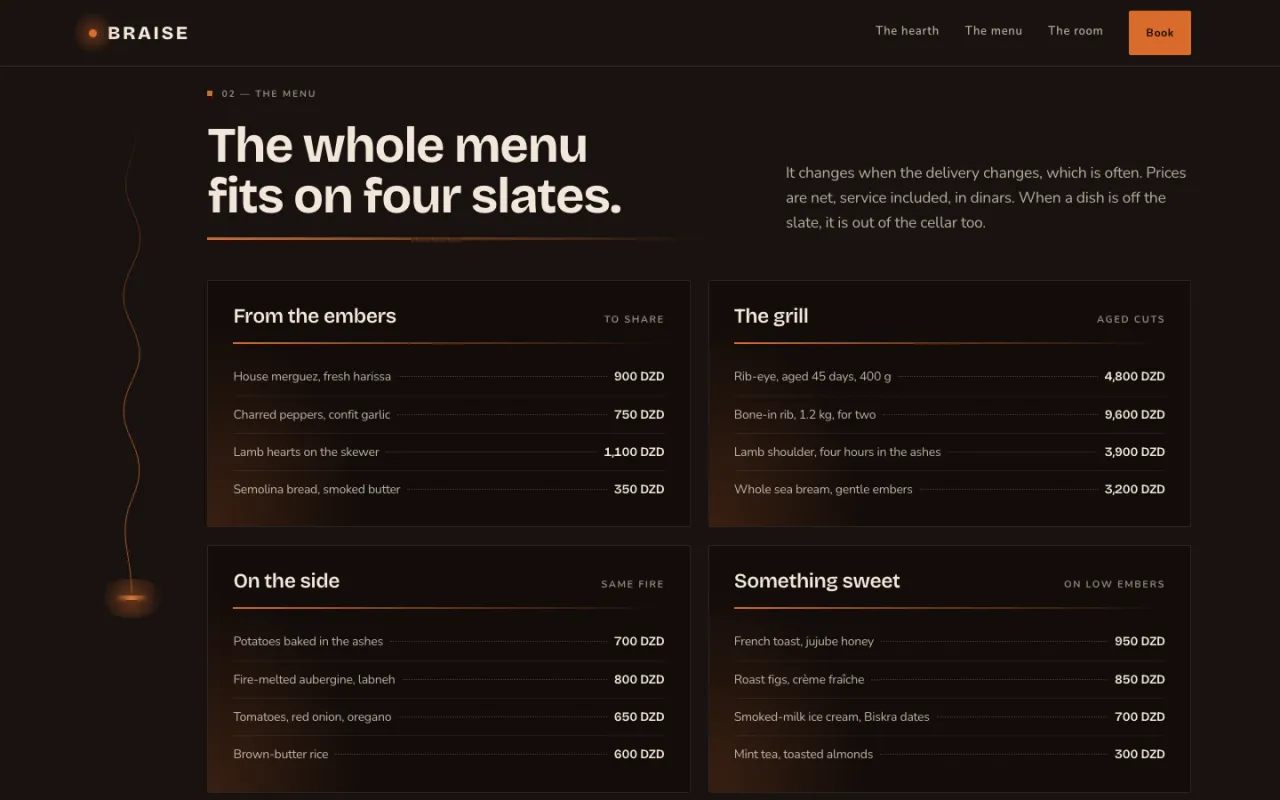 BRAISE
The hearth
The menu
The room
Book
02 — THE MENU
The whole menu
fits on four slates.
It changes when the delivery changes, which is often. Prices
are net, service included, in dinars. When a dish is off the
slate, it is out of the cellar too.
From the embers
TO SHARE
House merguez, fresh harissa 900 DZD
Charred peppers, confit garlic 750 DZD
Lamb hearts on the skewer 1,100 DZD
Semolina bread, smoked butter 350 DZD
The grill
AGED CUTS
Rib-eye, aged 45 days, 400 g 4,800 DZD
Bone-in rib, 1.2 kg, for two 9,600 DZD
Lamb shoulder, four hours in the ashes 3,900 DZD
Whole sea bream, gentle embers 3,200 DZD
On the side
SAME FIRE
Potatoes baked in the ashes 700 DZD
Fire-melted aubergine, labneh 800 DZD
Tomatoes, red onion, oregano 650 DZD
Brown-butter rice 600 DZD
Something sweet
ON LOW EMBERS
French toast, jujube honey 950 DZD
Roast figs, crème fraîche 850 DZD
Smoked-milk ice cream, Biskra dates 700 DZD
Mint tea, toasted almonds 300 DZD